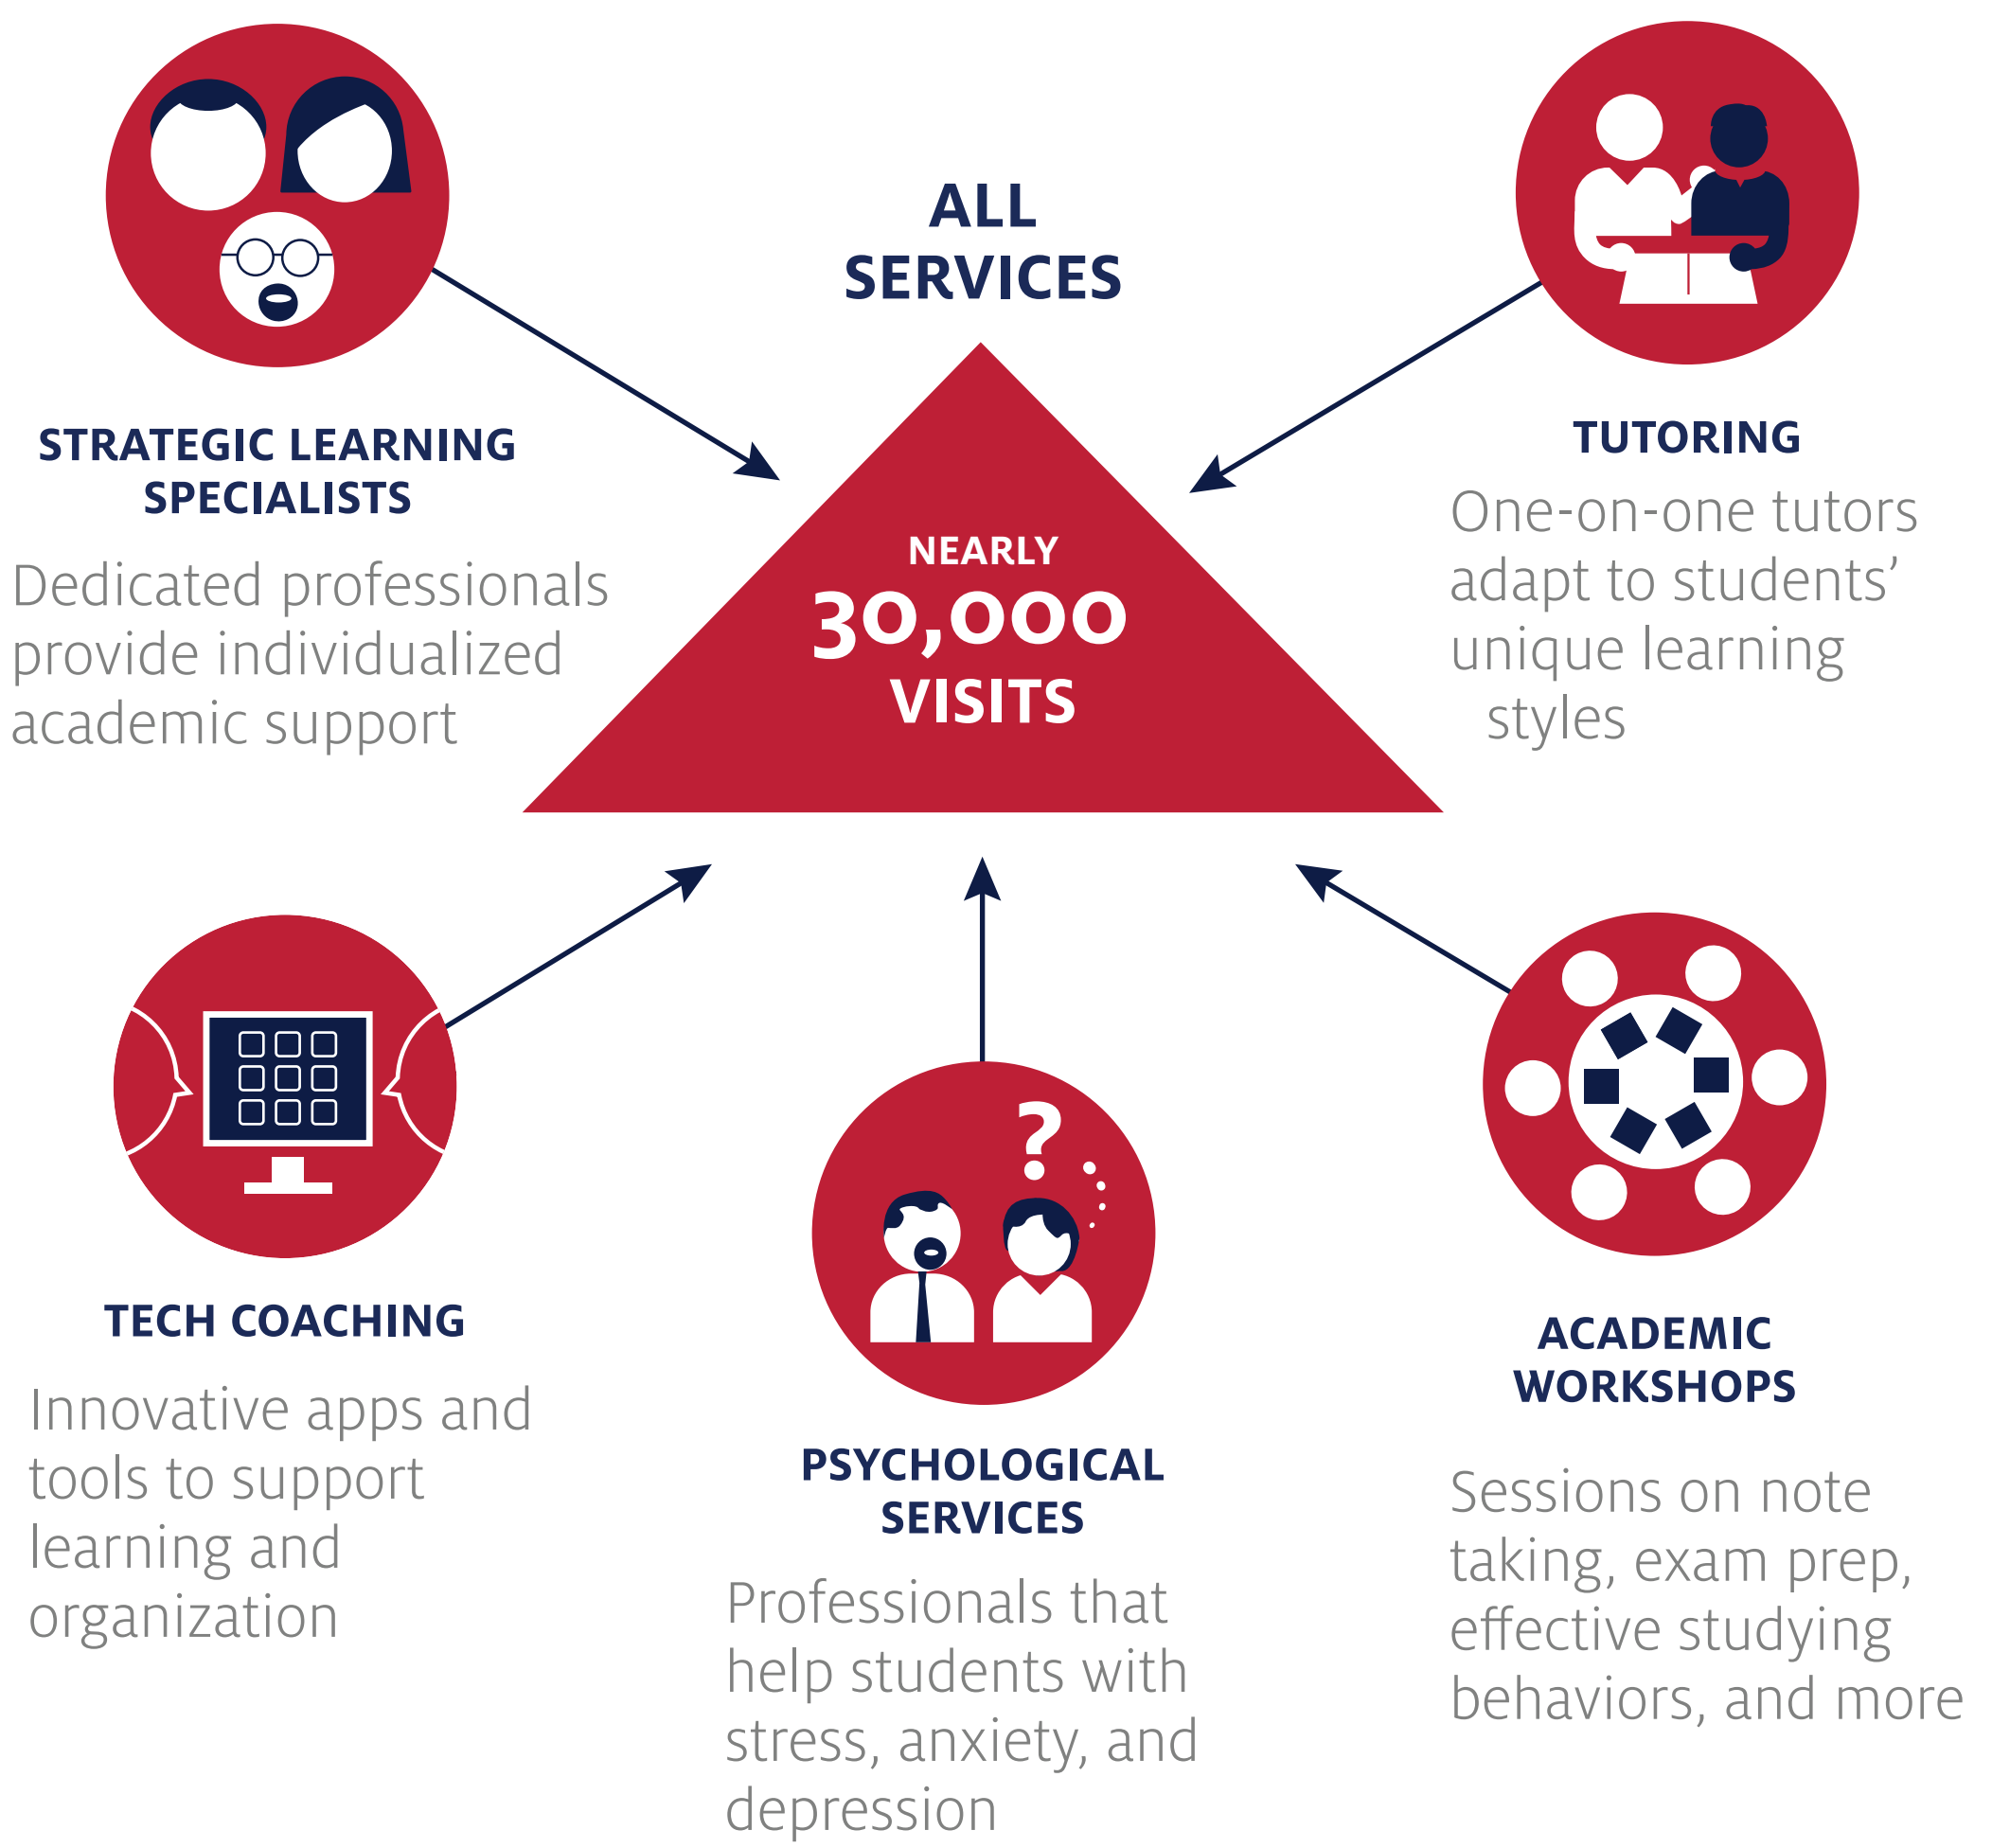 ALL
SERVICES
STRATEGIC LEARNING
SPECIALISTS
Dedicated professionals
provide individualized
academic support
NEARLY
30,000
VISITS
TUTORING
One-on-one tutors
adapt to students’
unique learning
styles
TECH COACHING
Innovative apps and
tools to support
learning and
organization
?
PSYCHOLOGICAL
SERVICES
Professionals that
help students with
stress, anxiety, and
depression
ACADEMIC
WORKSHOPS
Sessions on note
taking, exam prep,
effective studying
behaviors, and more